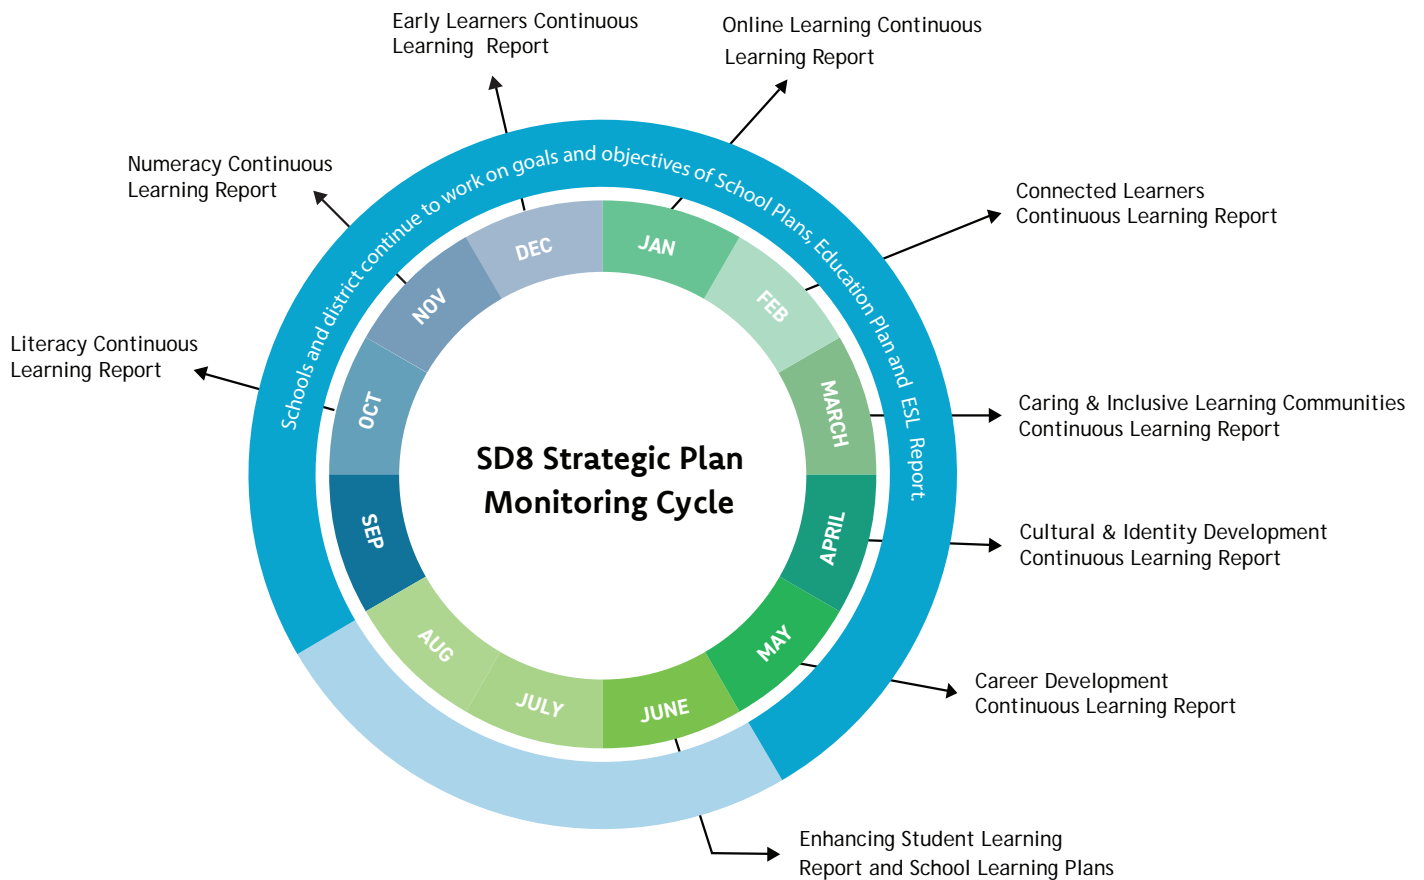 Early Learners Continuous
Learning Report
Online Learning Continuous
Learning Report
Numeracy Continuous
Learning Report
Connected Learners
Continuous Learning Report
Literacy Continuous
Learning Report
Caring & Inclusive Learning Communities
Continuous Learning Report
Cultural & Identity Development
Continuous Learning Report
Career Development
Continuous Learning Report
Enhancing Student Learning
Report and School Learning Plans
Schools and district continue to work on goals and objectives of School Plans, Education Plan and ESL Report.
JAN
FEB
MARCH
APRIL
MAY
JUNE
JULY
AUG
SEP
OCT
NOV
DEC
SD8 Strategic Plan
Monitoring Cycle